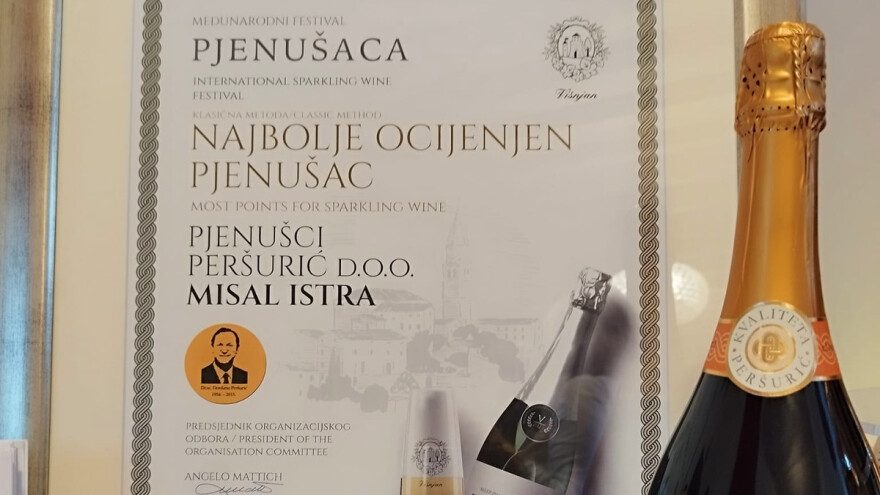 MEĐUNARODNI FESTIVAL
PJENUŠACA
INTERNATIONAL SPARKLING WINE
FESTIVAL
Višnjan
KLASIČNA METODA/CLASSIC METHOD
NAJBOLJE OCIJENJEN
PJENUŠAC
MOST POINTS FOR SPARKLING WINE
PJENUŠCI
PERŠURIĆ D.O.O.
MISAL ISTRA
PREDSJEDNIK ORGANIZACIJSKOG
ODBORA / PRESIDENT OF THE
ORGANISATION COMMITTEE
ANGELO MATTICH
Višnjan
KVALITETA
PERŠURIĆ